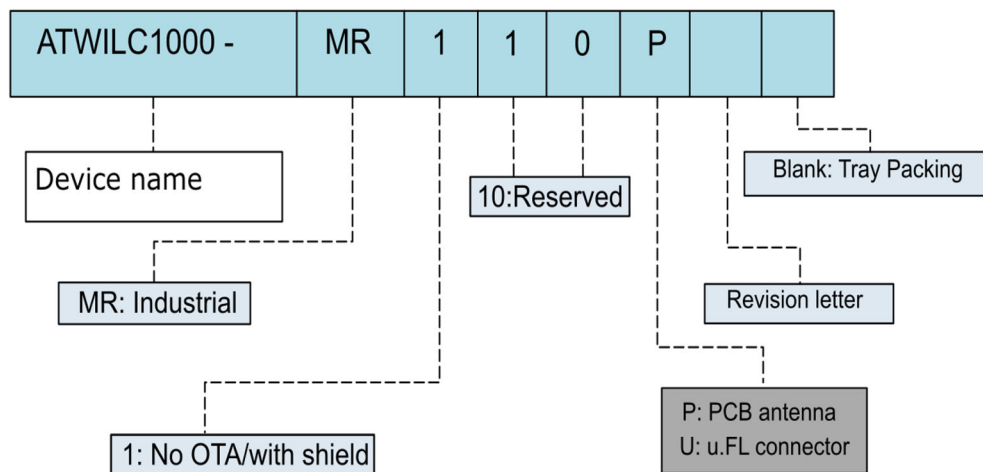 ATWILC1000 - MR 1 1 0 P
Device name
Blank: Tray Packing
10:Reserved
MR: Industrial
Revision letter
P: PCB antenna
U: u.FL connector
1: No OTA/with shield